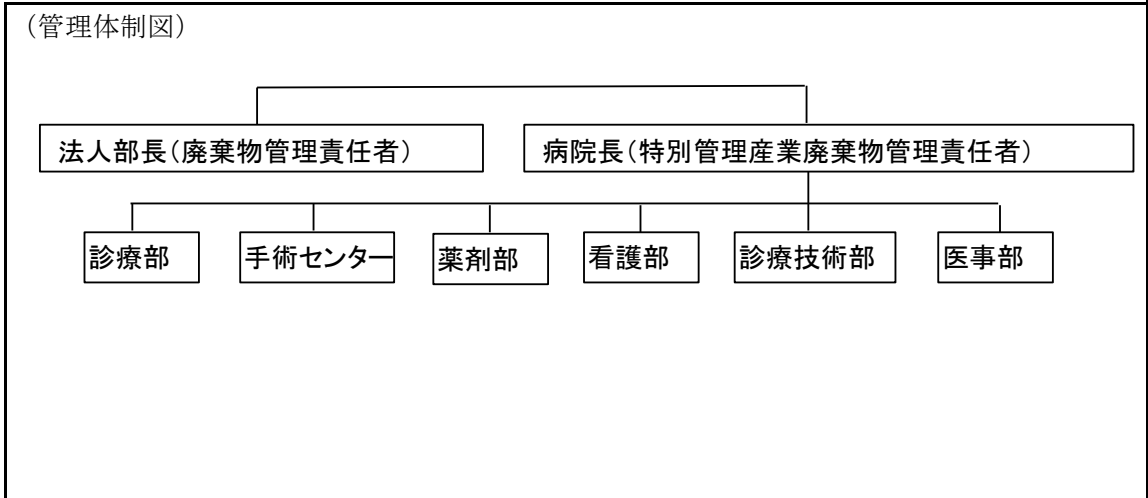 （管理体制図）
法人部長（廃棄物管理責任者）
病院長（特別管理産業廃棄物管理責任者）
診療部
手術センター
薬剤部
看護部
診療技術部
医事部